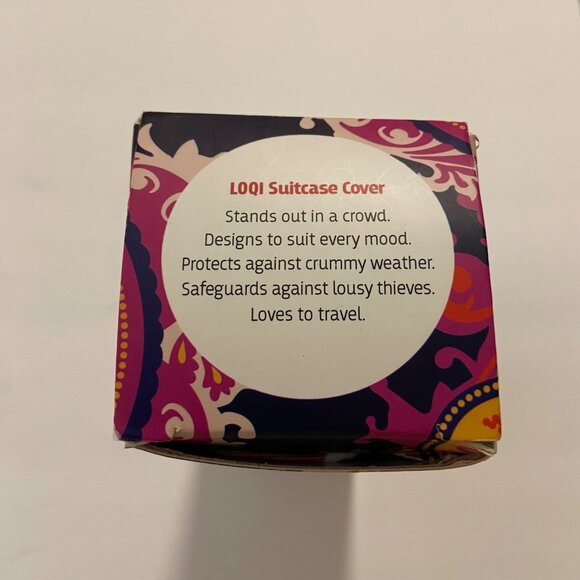 LOQI Suitcase Cover
Stands out in a crowd.
Designs to suit every mood.
Protects against crummy weather.
Safeguards against lousy thieves.
Loves to travel.